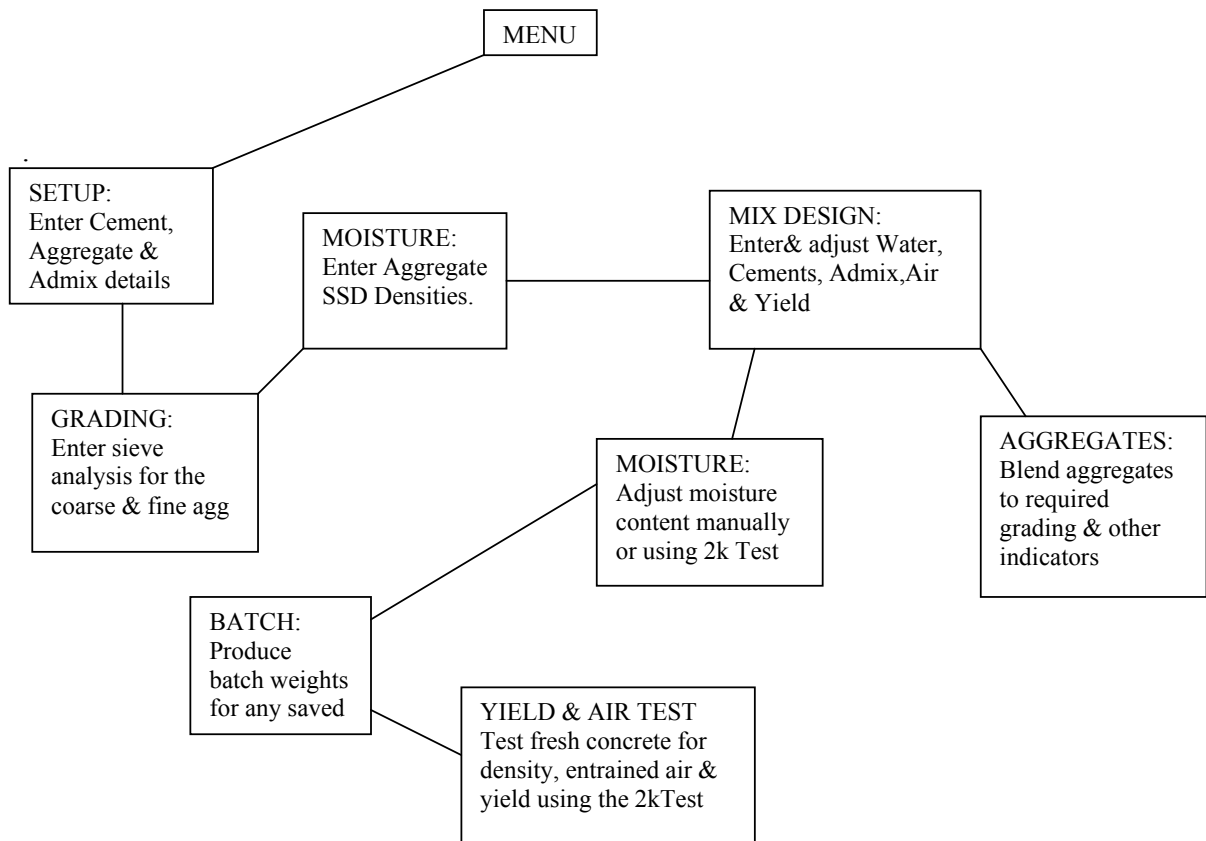 MENU
.
SETUP:
Enter Cement,
Aggregate &
Admix details
MOISTURE:
Enter Aggregate
SSD Densities.
MIX DESIGN:
Enter& adjust Water,
Cements, Admix,Air
& Yield
GRADING:
Enter sieve
analysis for the
coarse & fine agg
MOISTURE:
Adjust moisture
content manually
or using 2k Test
AGGREGATES:
Blend aggregates
to required
grading & other
indicators
BATCH:
Produce
batch weights
for any saved
YIELD & AIR TEST
Test fresh concrete for
density, entrained air &
yield using the 2kTest